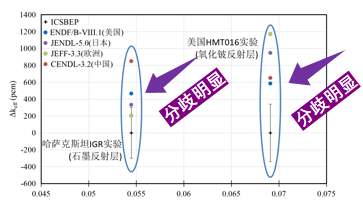 1400
1200
1000
800
600
400
200
0
-200
-400
-600
Δkeff (pcm)
ICSBEP
ENDF/B-VIII.1(美国)
JENDL-5.0(日本)
JEFF-3.3(欧洲)
CENDL-3.2(中国)
美国HMT016实验
(氧化铍反射层)
分歧明显
分歧明显
哈萨克斯坦IGR实验
(石墨反射层)
0.045
0.05
0.055
0.06
0.065
0.07
0.075